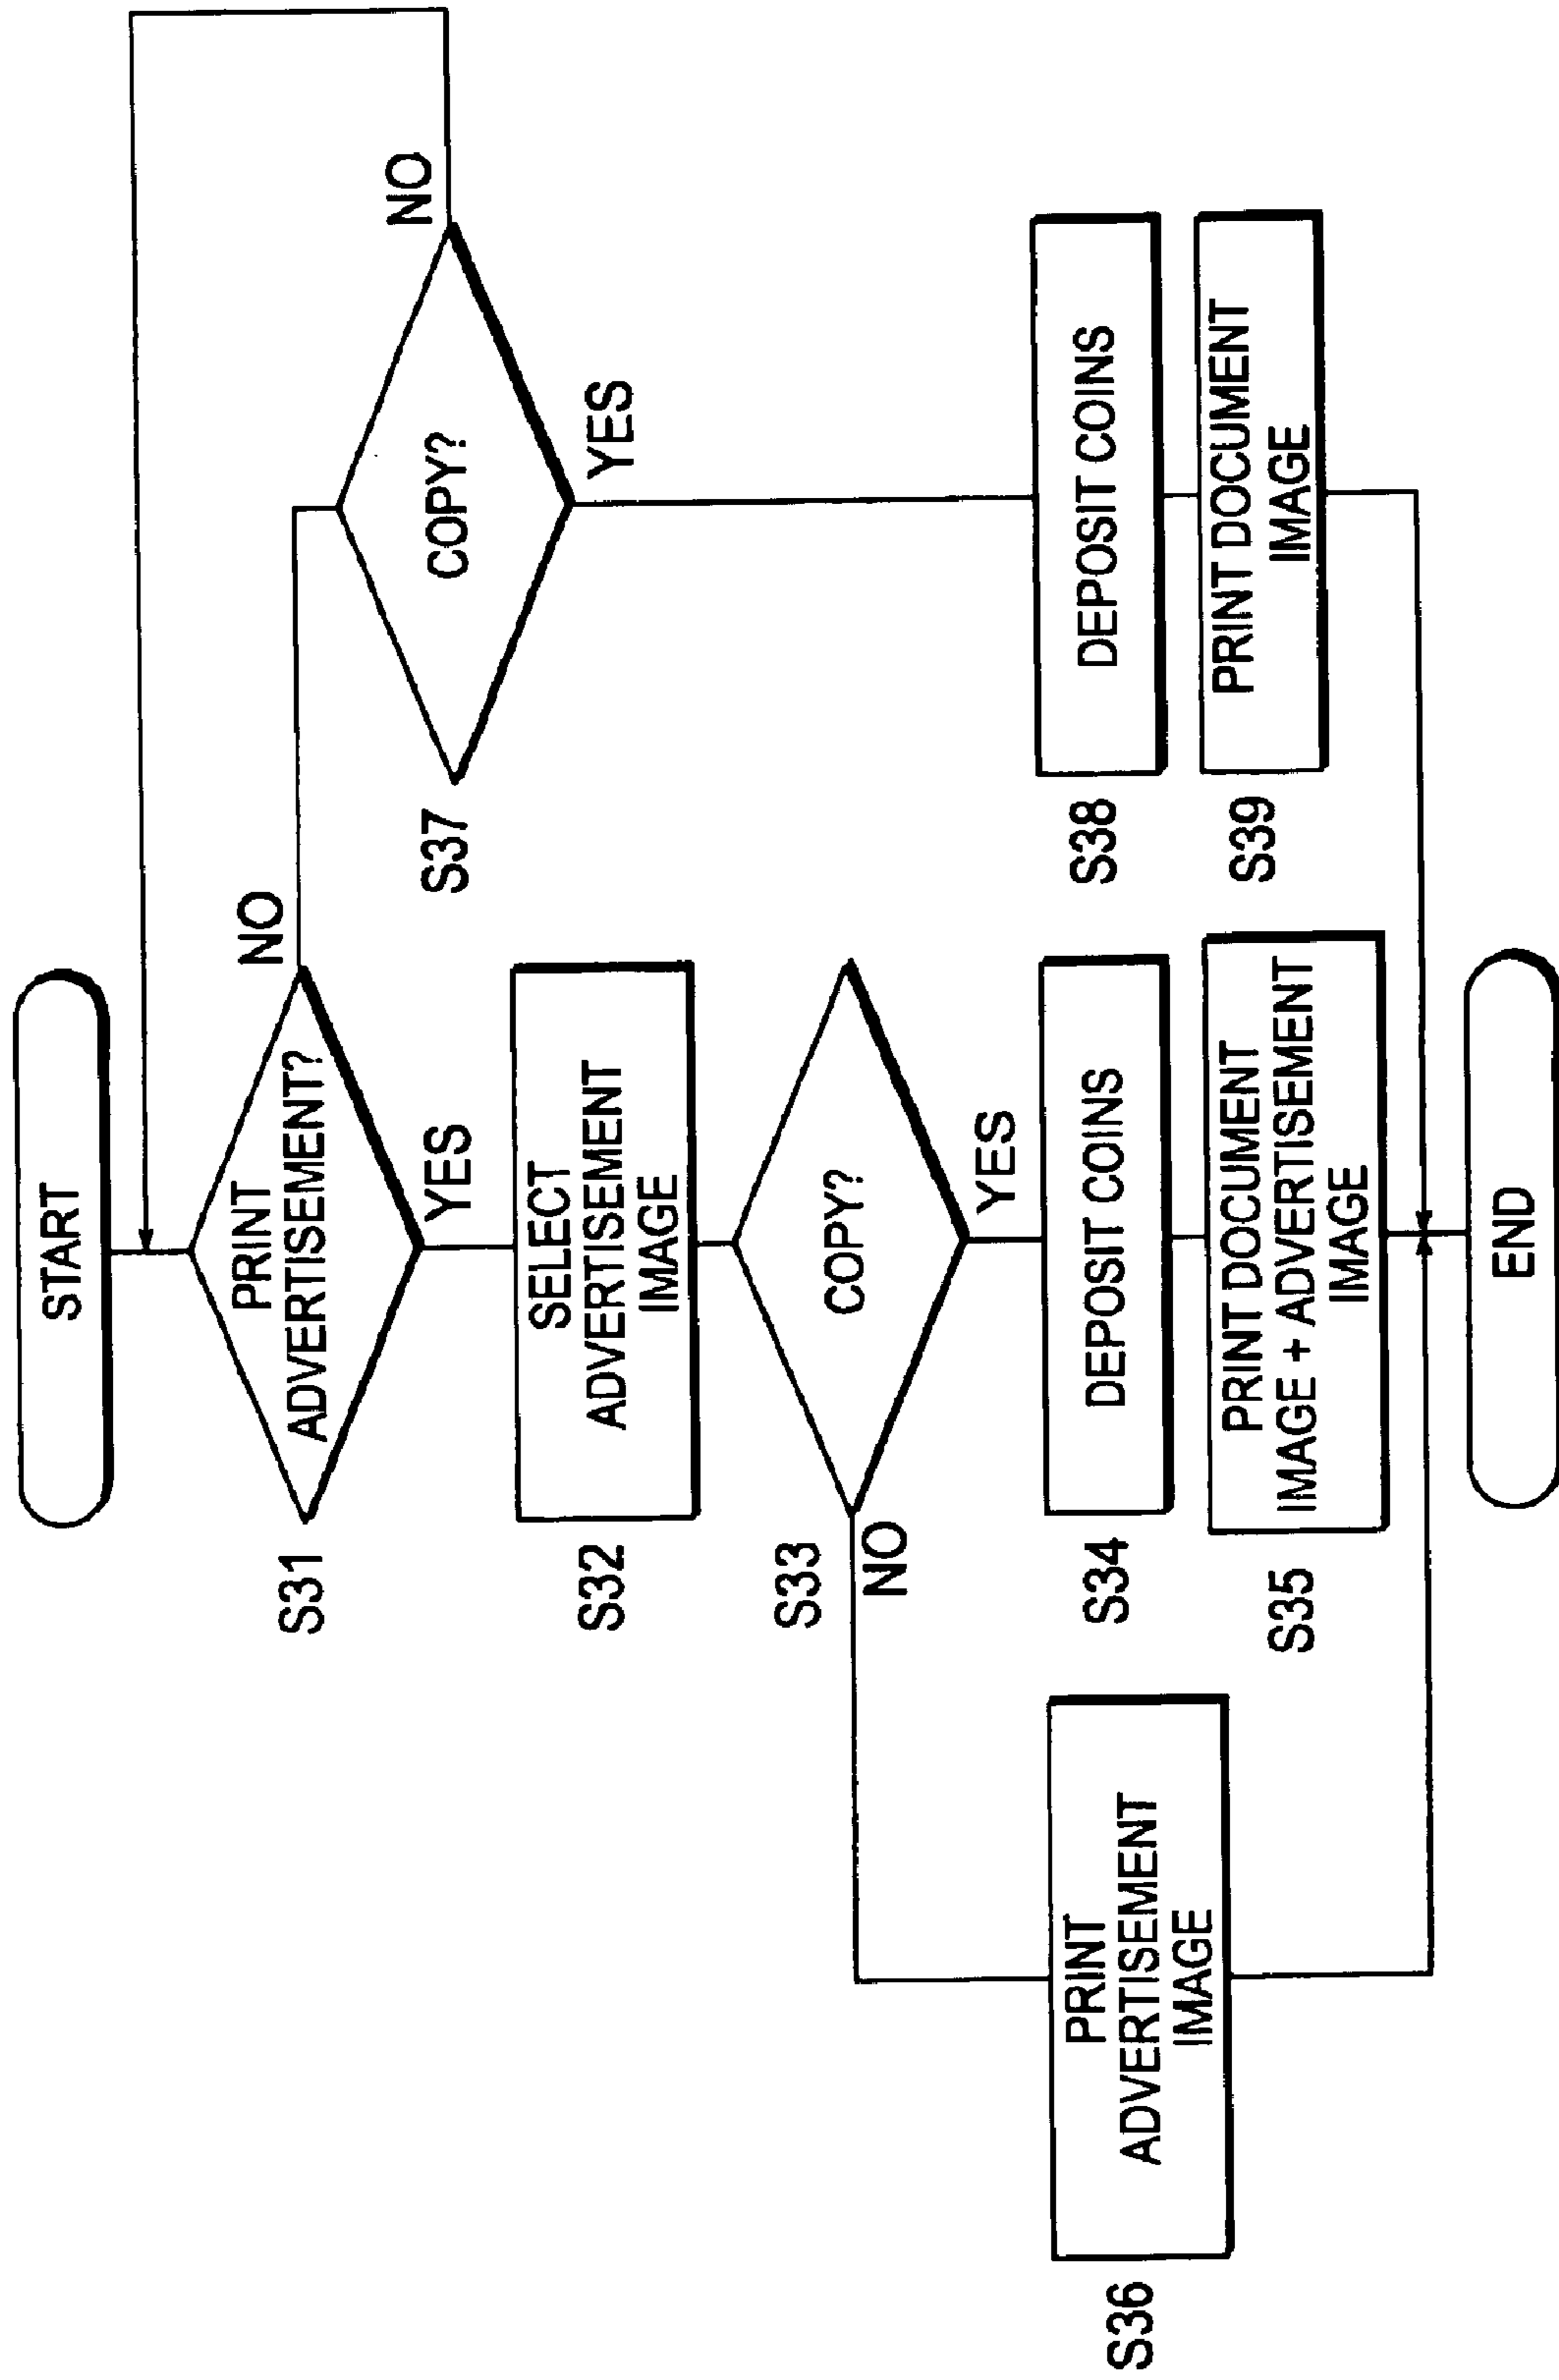 START
S31
PRINT
ADVERTISEMENT?
NO
YES
S32
SELECT
ADVERTISEMENT
IMAGE
S33
COPY?
NO
YES
S34
DEPOSIT COINS
S35
PRINT DOCUMENT
IMAGE + ADVERTISEMENT
IMAGE
S36
PRINT
ADVERTISEMENT
IMAGE
S37
COPY?
NO
YES
S38
DEPOSIT COINS
S39
PRINT DOCUMENT
IMAGE
END